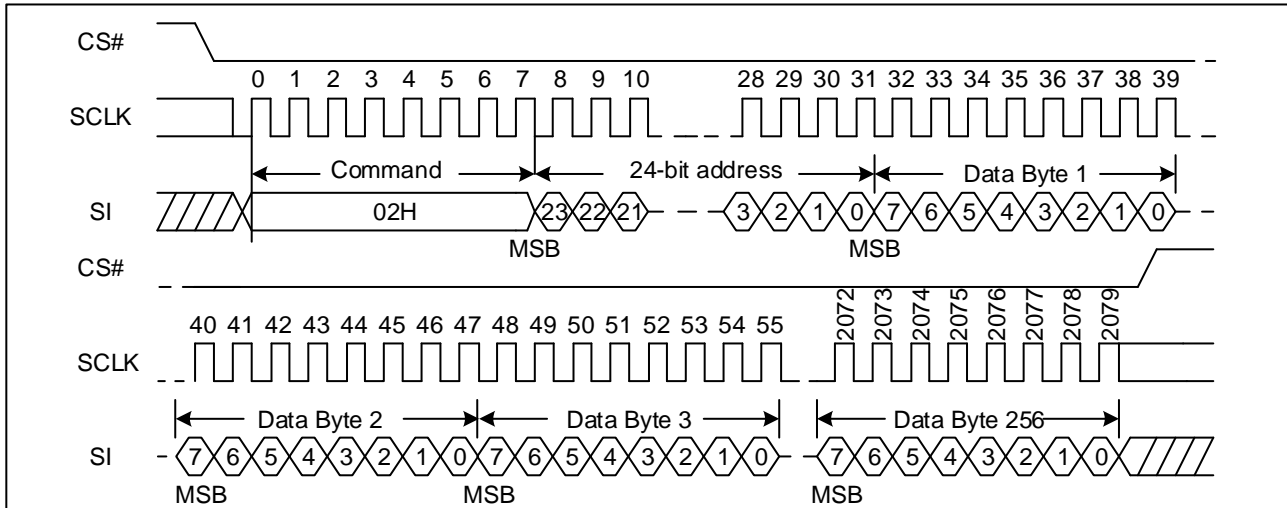 CS#
0 1 2 3 4 5 6 7 8 9 10 28 29 30 31 32 33 34 35 36 37 38 39
SCLK
Command 24-bit address Data Byte 1
SI 02H 23 22 21 3 2 1 0 7 6 5 4 3 2 1 0
MSB MSB
CS#
40 41 42 43 44 45 46 47 48 49 50 51 52 53 54 55 2072 2073 2074 2075 2076 2077 2078 2079
SCLK
Data Byte 2 Data Byte 3 Data Byte 256
SI 7 6 5 4 3 2 1 0 7 6 5 4 3 2 1 0 7 6 5 4 3 2 1 0
MSB MSB MSB